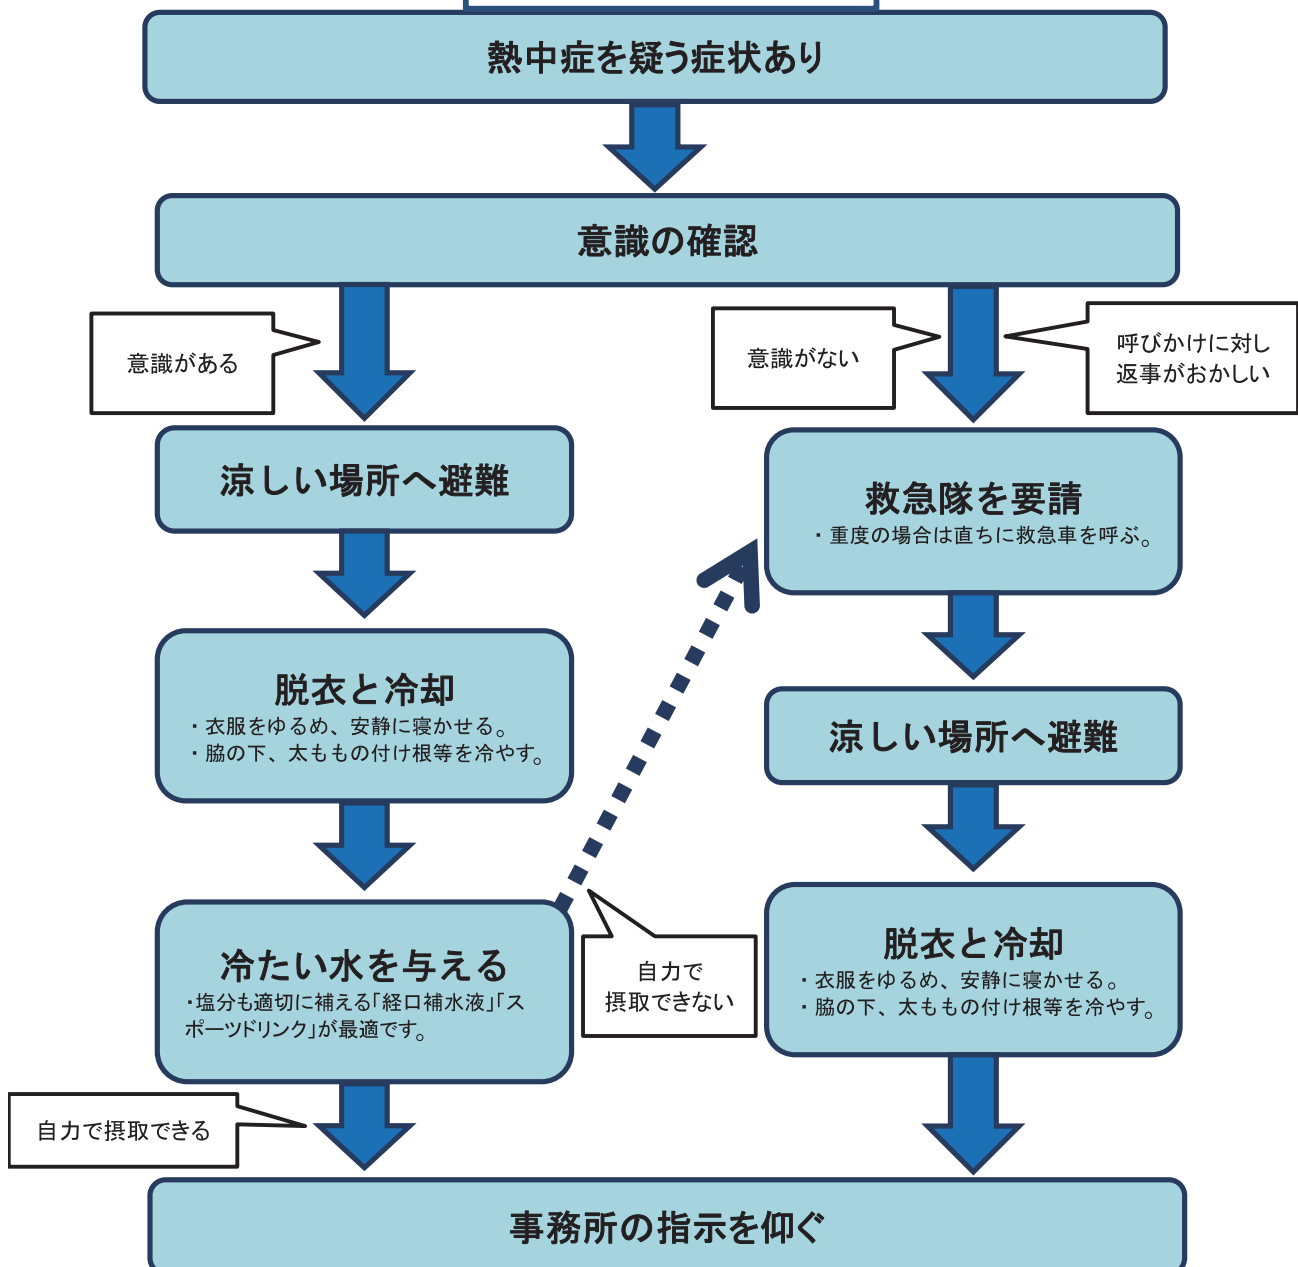 熱中症を疑う症状あり
意識の確認
意識がある
意識がない
呼びかけに対し
返事がおかしい
涼しい場所へ避難
救急隊を要請
・重度の場合は直ちに救急車を呼ぶ。
脱衣と冷却
・衣服をゆるめ、安静に寝かせる。
・脇の下、太ももの付け根等を冷やす。
涼しい場所へ避難
冷たい水を与える
・塩分も適切に補える「経口補水液」「ス
ポーツドリンク」が最適です。
自力で
摂取できない
脱衣と冷却
・衣服をゆるめ、安静に寝かせる。
・脇の下、太ももの付け根等を冷やす。
自力で摂取できる
事務所の指示を仰ぐ